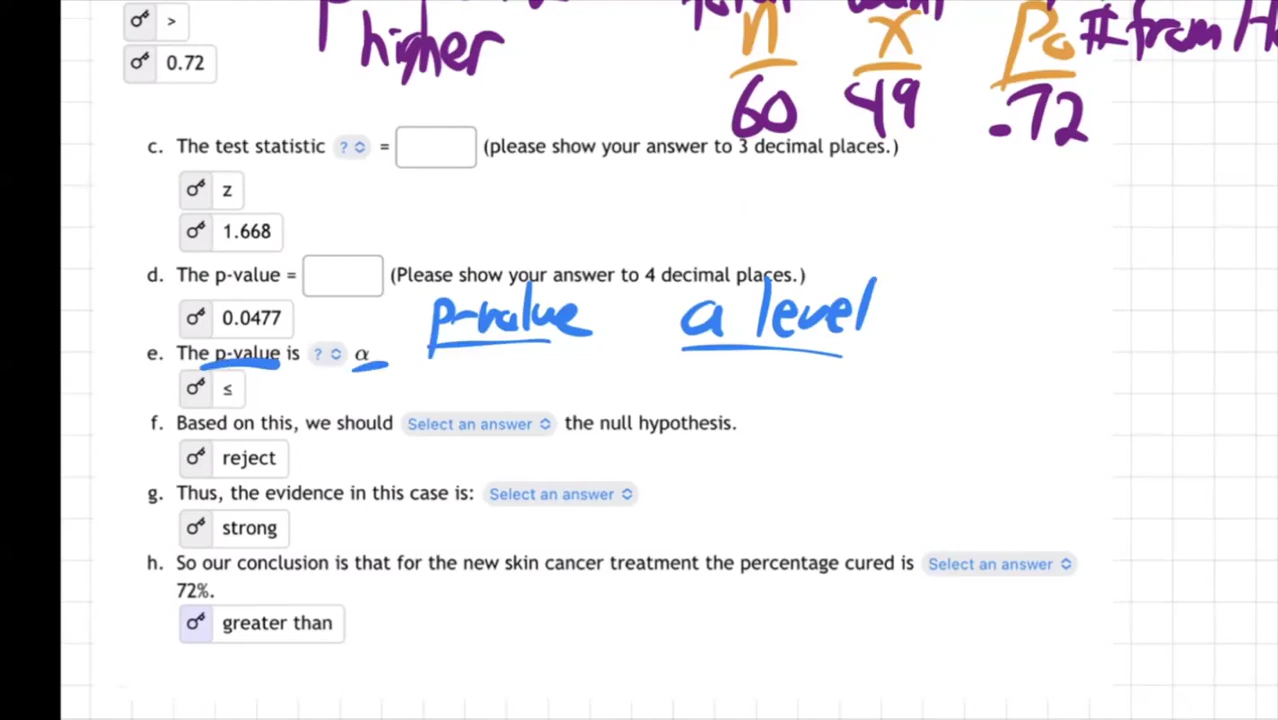 >
higher
n x p₀ # from H
0.72
60 49 .72
c. The test statistic ? = (please show your answer to 3 decimal places.)
z
1.668
d. The p-value = (Please show your answer to 4 decimal places.)
0.0477
p-value a level
e. The p-value is ? α
≤
f. Based on this, we should Select an answer the null hypothesis.
reject
g. Thus, the evidence in this case is: Select an answer
strong
h. So our conclusion is that for the new skin cancer treatment the percentage cured is Select an answer
72%.
greater than